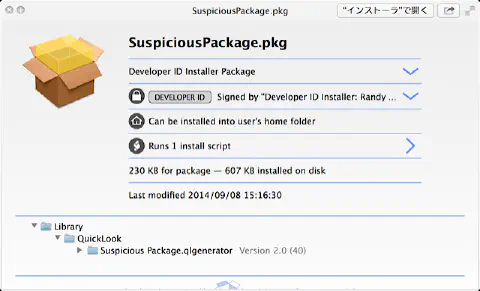 SuspiciousPackage.pkg
"インストーラ"で開く
SuspiciousPackage.pkg
Developer ID Installer Package
DEVELOPER ID Signed by "Developer ID Installer: Randy ...
Can be installed into user's home folder
Runs 1 install script
230 KB for package — 607 KB installed on disk
Last modified 2014/09/08 15:16:30
Library
QuickLook
Suspicious Package.qlgenerator Version 2.0 (40)